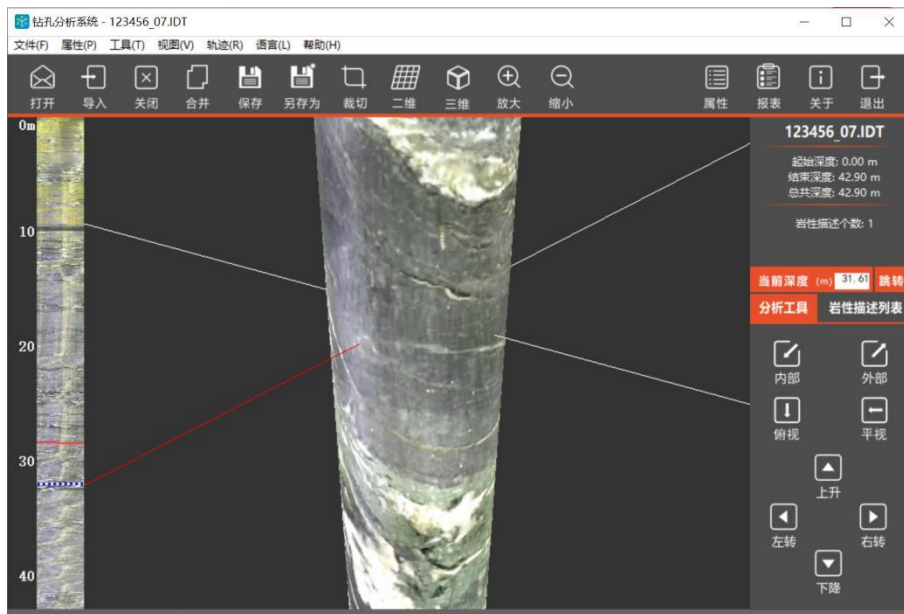 钻孔分析系统 - 123456_07.IDT
文件(F) 属性(P) 工具(T) 视图(V) 轨迹(R) 语言(L) 帮助(H)
打开 导入 关闭 合并 保存 另存为 裁切 二维 三维 放大 缩小 属性 报表 关于 退出
0m
10
20
30
40
123456_07.IDT
起始深度: 0.00 m
结束深度: 42.90 m
总共深度: 42.90 m
岩性描述个数: 1
当前深度 (m) 31.61 跳转
分析工具 岩性描述列表
内部 外部
俯视 平视
上升
左转 右转
下降